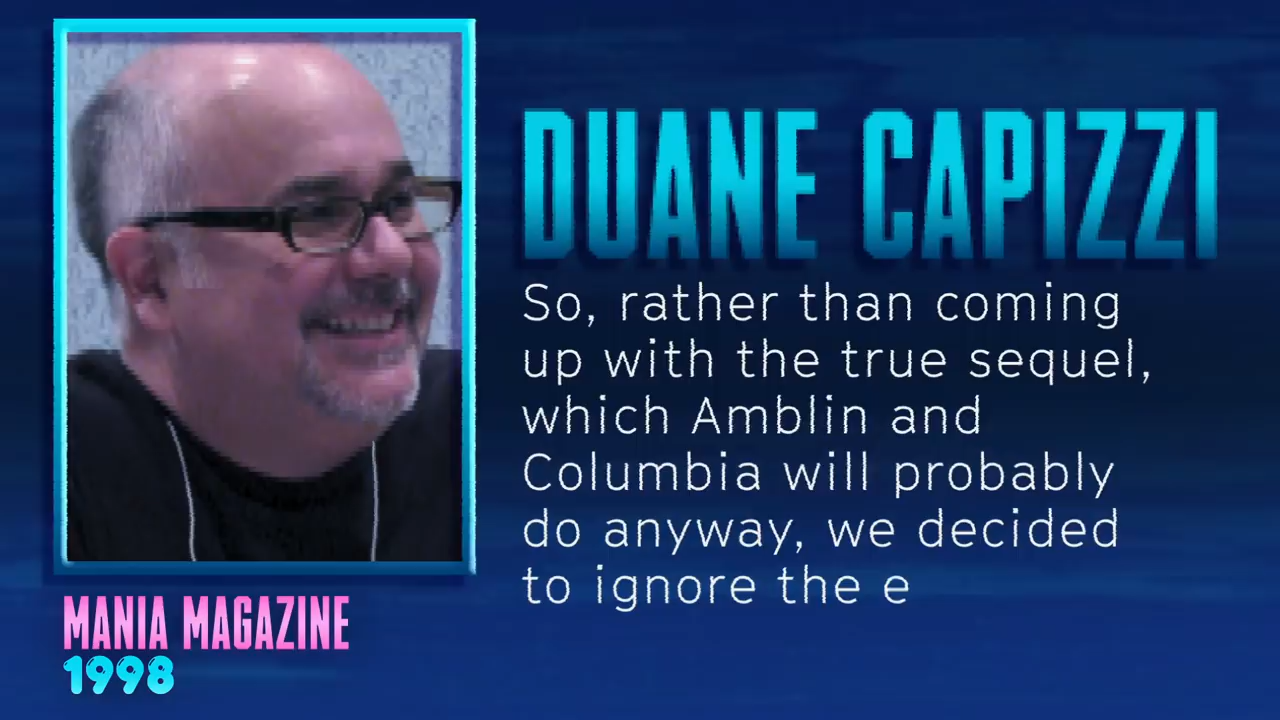 DUANE CAPIZZI
So, rather than coming
up with the true sequel,
which Amblin and
Columbia will probably
do anyway, we decided
to ignore the e
MANIA MAGAZINE
1998